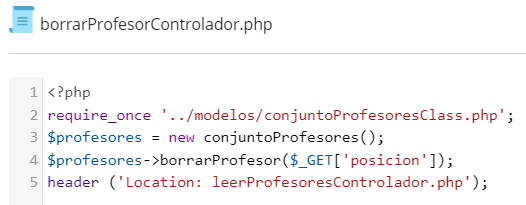 borrarProfesorControlador.php
1 <?php
2 require_once '../modelos/conjuntoProfesoresClass.php';
3 $profesores = new conjuntoProfesores();
4 $profesores->borrarProfesor($_GET['posicion']);
5 header ('Location: leerProfesoresControlador.php');